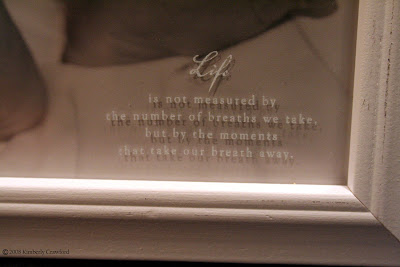 Life
is not measured by
the number of breaths we take,
but by the moments
that take our breath away.
© 2009 Kimberly Crawford